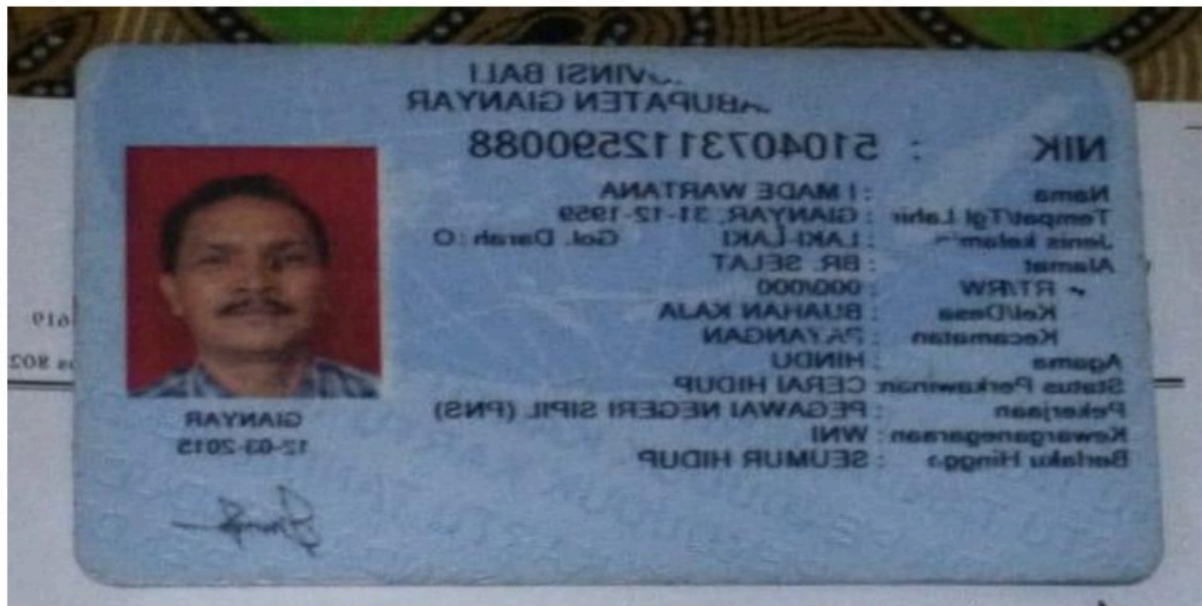 PROVINSI BALI
KABUPATEN GIANYAR
NIK : 5104073112590088
Nama : I MADE WARTANA
Tempat/Tgl Lahir : GIANYAR, 31-12-1959
Jenis kelamin : LAKI-LAKI Gol. Darah : O
Alamat : BR. SELAT
RT/RW : 000/000
Kel/Desa : BUAHAN KAJA
Kecamatan : PAYANGAN
Agama : HINDU
Status Perkawinan: CERAI HIDUP
Pekerjaan : PEGAWAI NEGERI SIPIL (PNS)
Kewarganegaraan : WNI
Berlaku Hingga : SEUMUR HIDUP
GIANYAR
12-03-2015